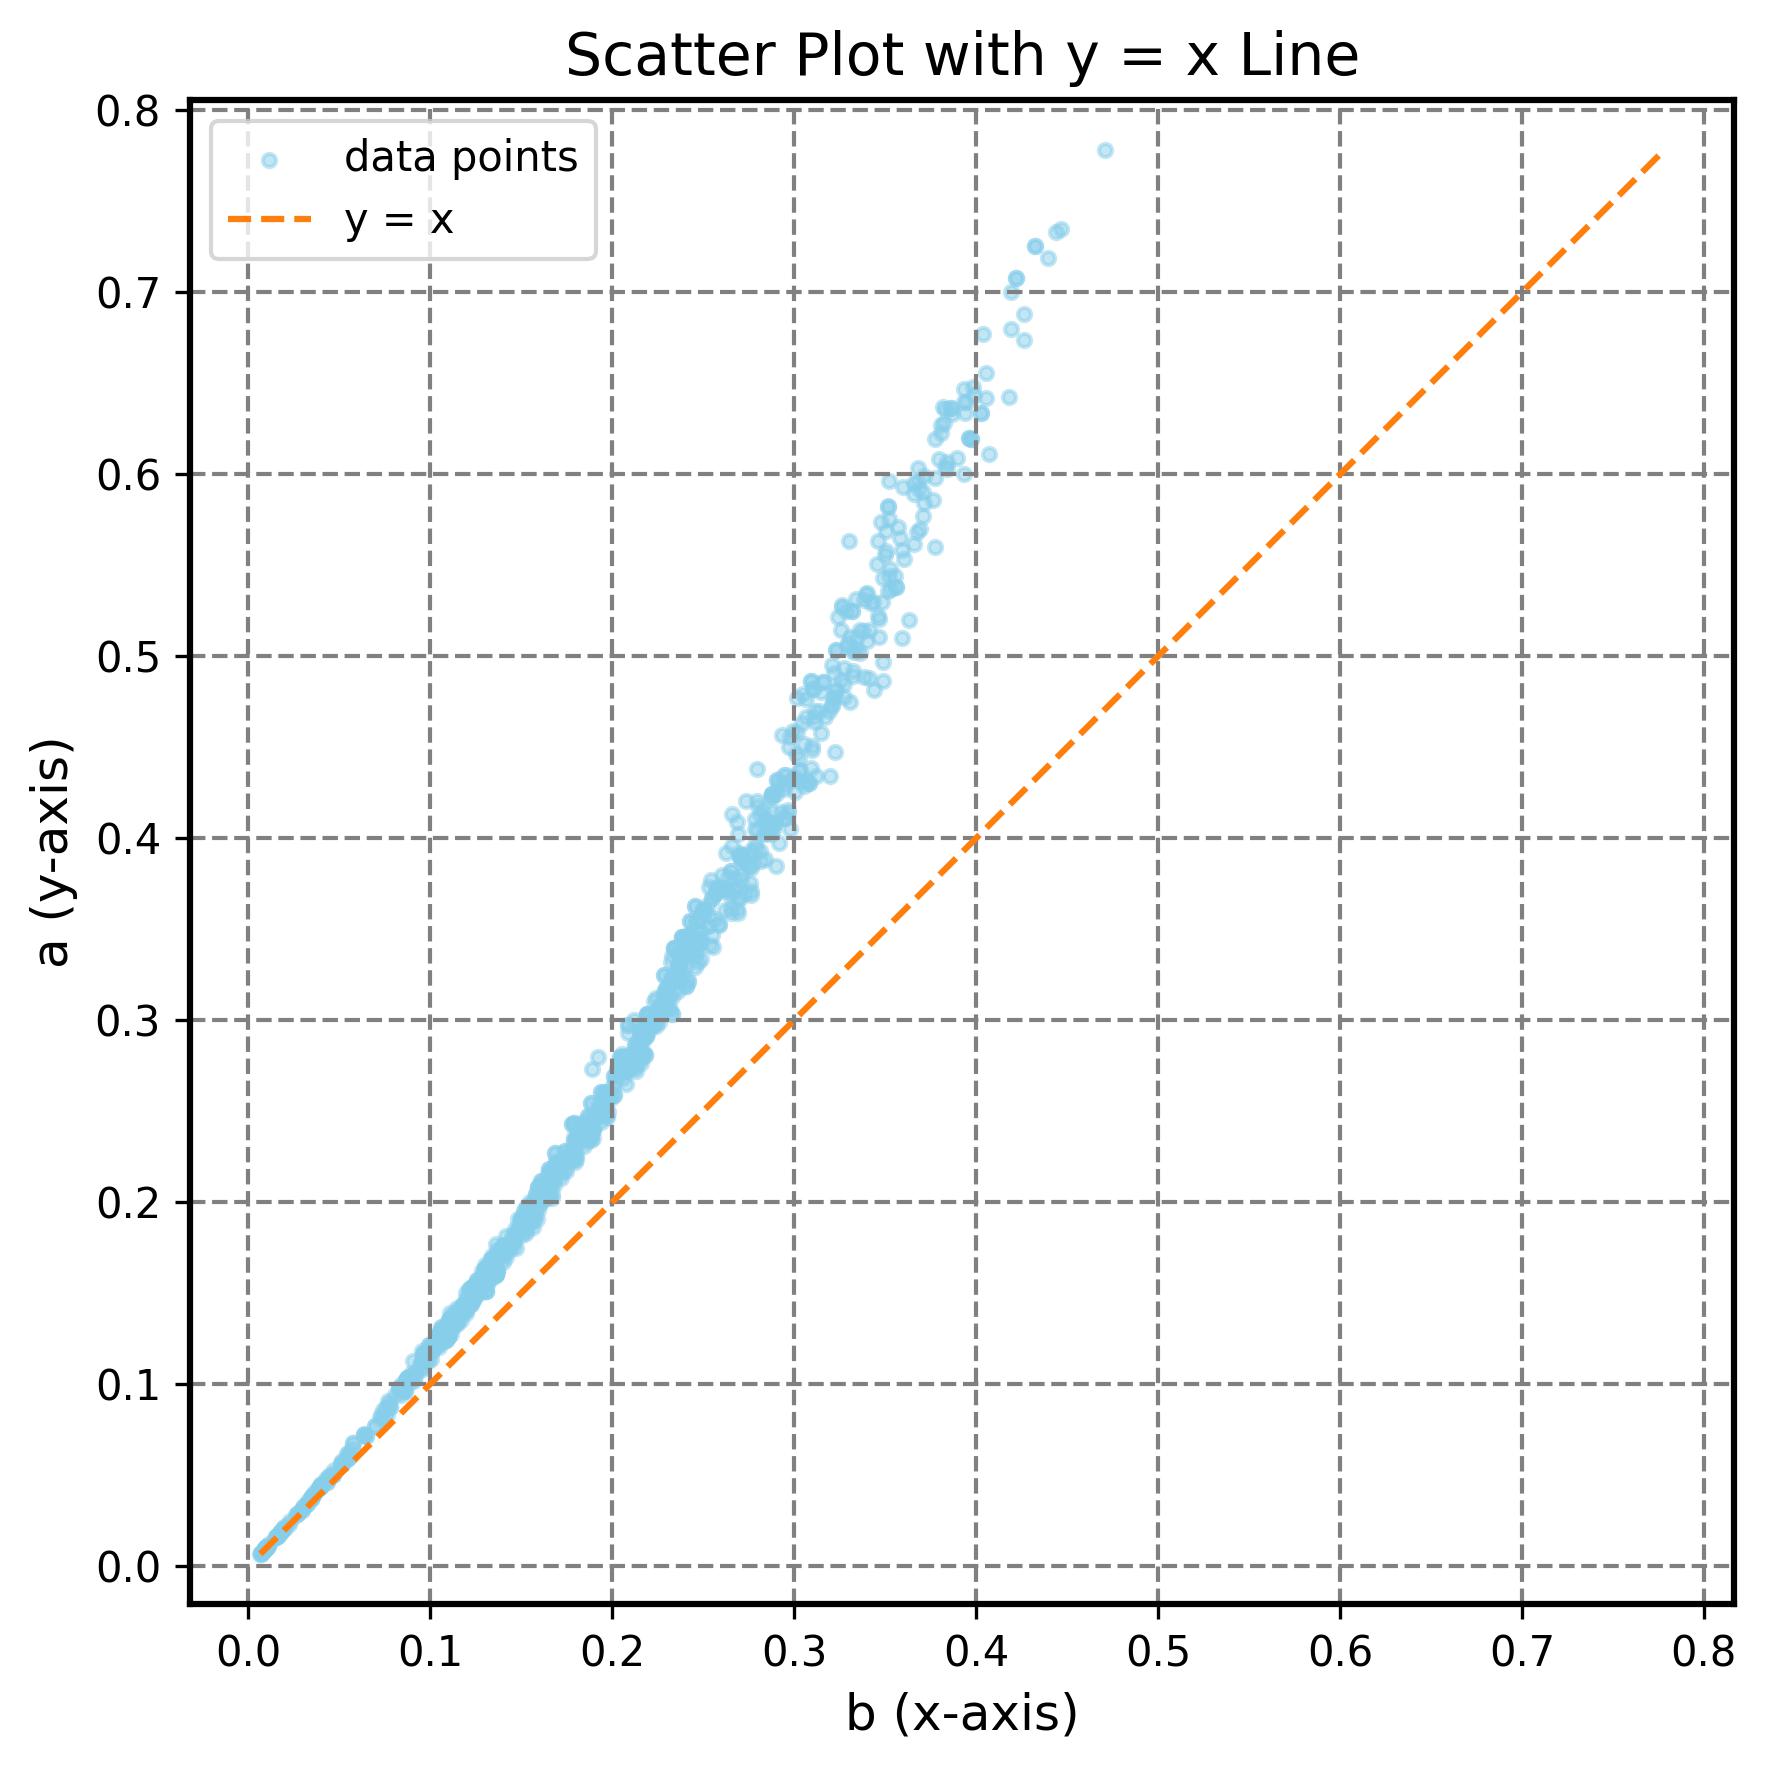 Scatter Plot with y = x Line
data points
y = x
a (y-axis)
0.8
0.7
0.6
0.5
0.4
0.3
0.2
0.1
0.0
0.0 0.1 0.2 0.3 0.4 0.5 0.6 0.7 0.8
b (x-axis)